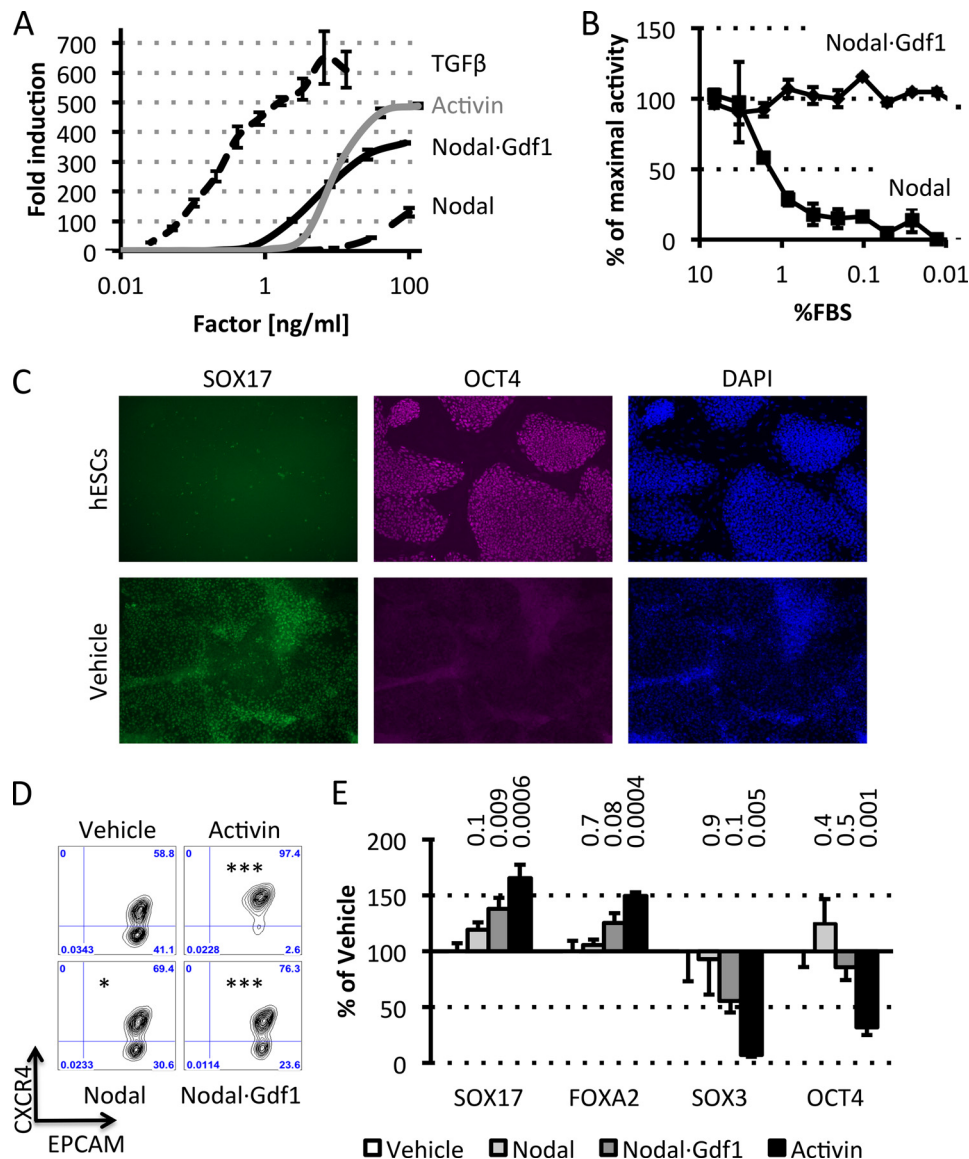 A
700
600
500
400
300
200
100
0
0.01
1
100
Fold induction
Factor [ng/ml]
TGFβ
Activin
Nodal·Gdf1
Nodal
B
150
100
50
0
10
1
0.1
0.01
% of maximal activity
%FBS
Nodal·Gdf1
Nodal
C
SOX17
OCT4
DAPI
hESCs
Vehicle
D
Vehicle
Activin
0
58.8
0.0343
41.1
0
97.4
***
0.0228
2.6
0
69.4
*
0.0233
30.6
0
76.3
***
0.0114
23.6
Nodal
Nodal·Gdf1
CXCR4
EPCAM
E
0.1
0.009
0.0006
0.7
0.08
0.0004
0.9
0.1
0.005
0.4
0.5
0.001
200
150
100
50
0
% of Vehicle
SOX17
FOXA2
SOX3
OCT4
Vehicle
Nodal
Nodal·Gdf1
Activin